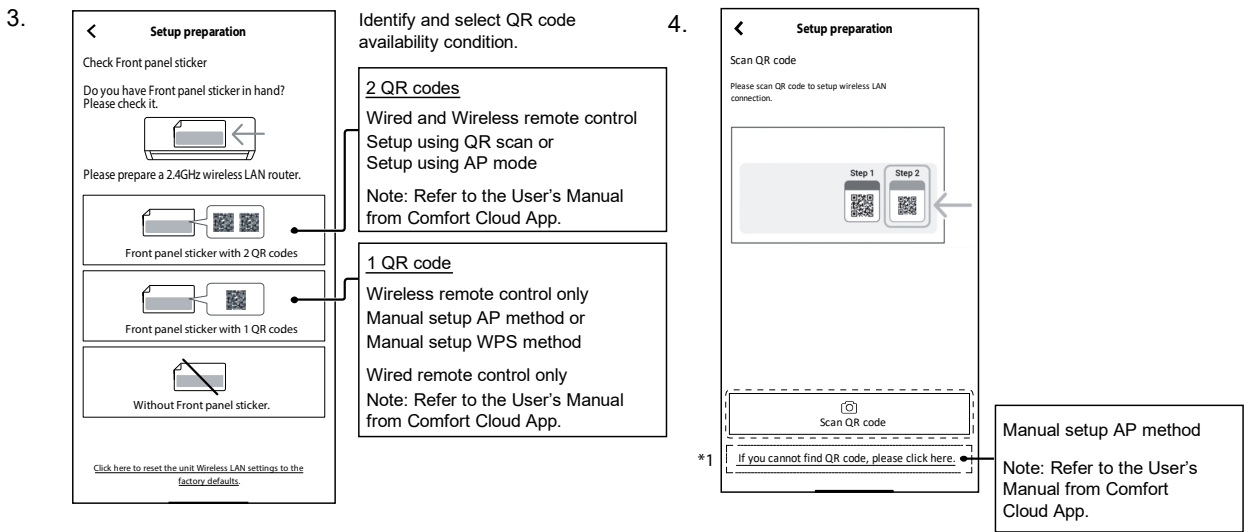 3.
Setup preparation
Check Front panel sticker
Do you have Front panel sticker in hand?
Please check it.
Please prepare a 2.4GHz wireless LAN router.
Front panel sticker with 2 QR codes
Front panel sticker with 1 QR codes
Without Front panel sticker.
Click here to reset the unit Wireless LAN settings to the
factory defaults.
Identify and select QR code
availability condition.
2 QR codes
Wired and Wireless remote control
Setup using QR scan or
Setup using AP mode
Note: Refer to the User's Manual
from Comfort Cloud App.
1 QR code
Wireless remote control only
Manual setup AP method or
Manual setup WPS method
Wired remote control only
Note: Refer to the User's Manual
from Comfort Cloud App.
4.
Setup preparation
Scan QR code
Please scan QR code to setup wireless LAN
connection.
Step 1 Step 2
Scan QR code
*1 If you cannot find QR code, please click here.
Manual setup AP method
Note: Refer to the User's
Manual from Comfort
Cloud App.